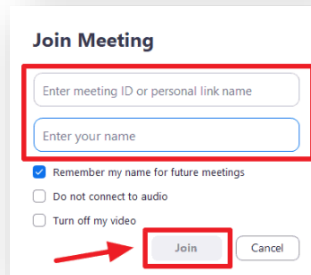 Join Meeting
Enter meeting ID or personal link name
Enter your name
Remember my name for future meetings
Do not connect to audio
Turn off my video
Join Cancel